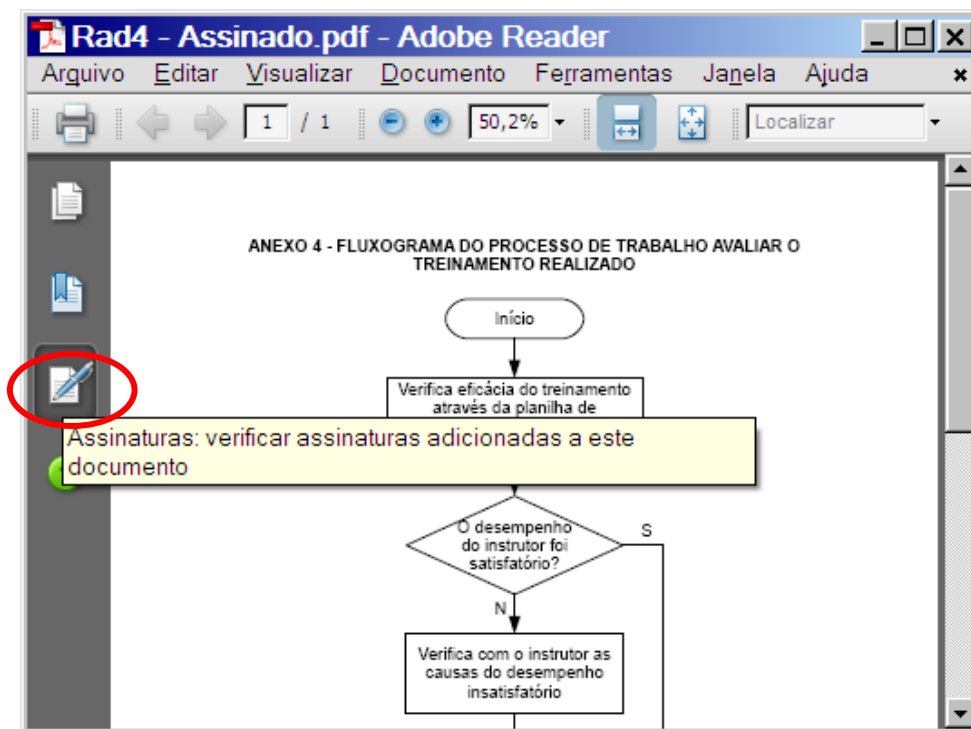 Rad4 - Assinado.pdf - Adobe Reader
Arquivo Editar Visualizar Documento Ferramentas Janela Ajuda
1 / 1 50,2% Localizar
ANEXO 4 - FLUXOGRAMA DO PROCESSO DE TRABALHO AVALIAR O
TREINAMENTO REALIZADO
Início
Verifica eficácia do treinamento
através da planilha de
Assinaturas: verificar assinaturas adicionadas a este
documento
O desempenho
do instrutor foi
satisfatório?
S
N
Verifica com o instrutor as
causas do desempenho
insatisfatório